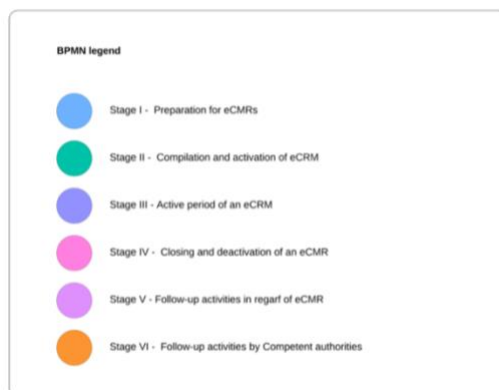 BPMN legend
Stage I - Preparation for eCMRs
Stage II - Compilation and activation of eCRM
Stage III - Active period of an eCRM
Stage IV - Closing and deactivation of an eCMR
Stage V - Follow-up activities in regarf of eCMR
Stage VI - Follow-up activities by Competent authorities